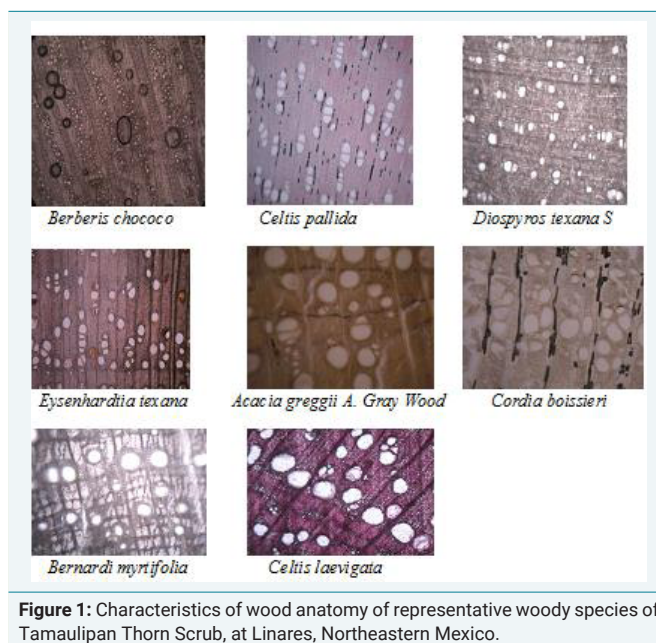 Berberis chococo
Celtis pallida
Diospyros texana S
Eysenhardtia texana
Acacia greggii A. Gray Wood
Cordia boissieri
Bernardi myrtifolia
Celtis laevigata
Figure 1: Characteristics of wood anatomy of representative woody species of
Tamaulipan Thorn Scrub, at Linares, Northeastern Mexico.